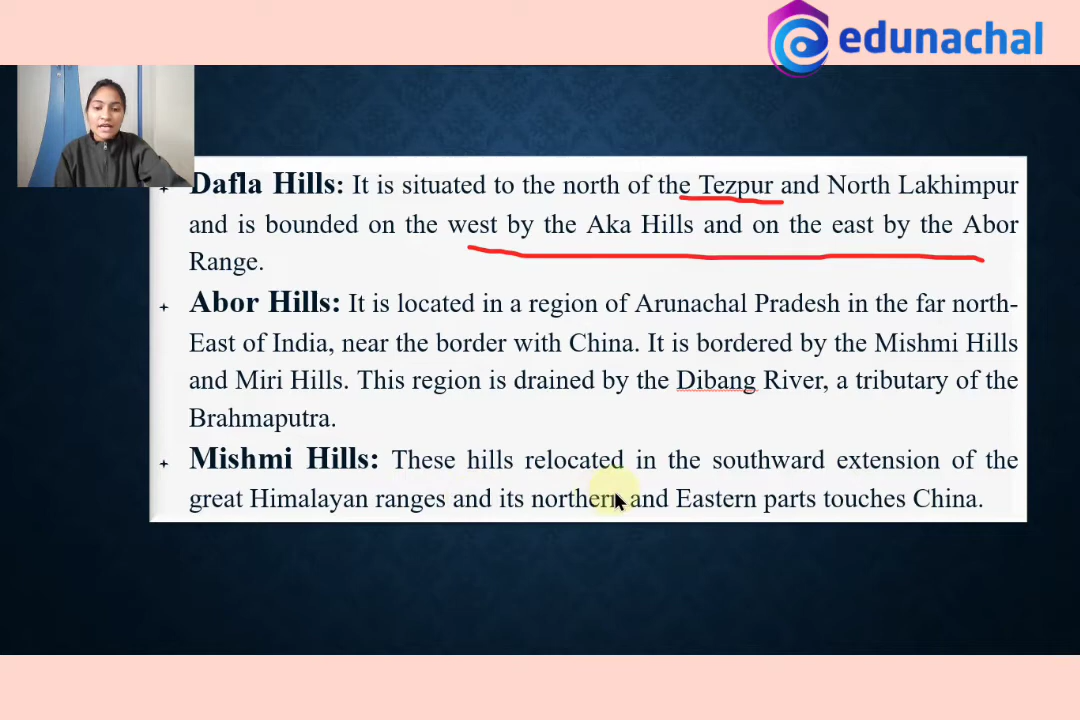 edunachal
Dafla Hills: It is situated to the north of the Tezpur and North Lakhimpur
and is bounded on the west by the Aka Hills and on the east by the Abor
Range.
Abor Hills: It is located in a region of Arunachal Pradesh in the far north-
East of India, near the border with China. It is bordered by the Mishmi Hills
and Miri Hills. This region is drained by the Dibang River, a tributary of the
Brahmaputra.
Mishmi Hills: These hills relocated in the southward extension of the
great Himalayan ranges and its northern and Eastern parts touches China.